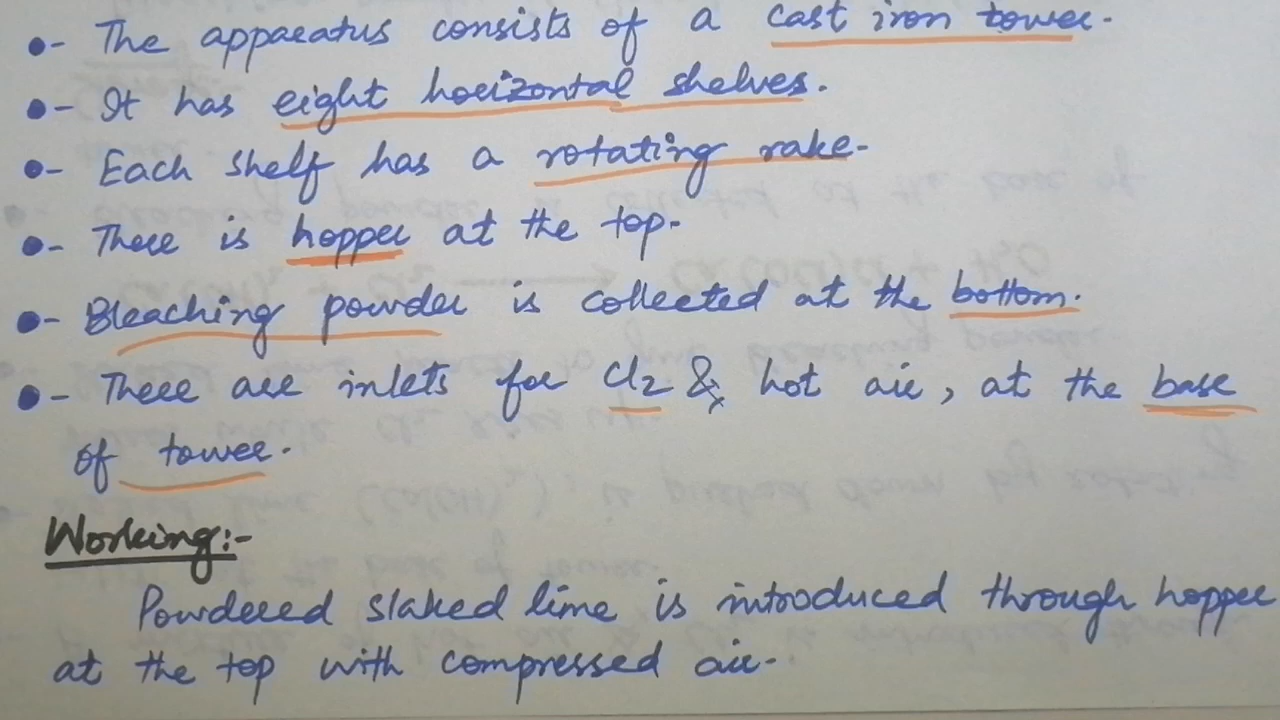 •- The apparatus consists of a cast iron tower.
•- It has eight horizontal shelves.
•- Each shelf has a rotating rake.
•- There is hopper at the top.
•- Bleaching powder is collected at the bottom.
•- There are inlets for Cl2 & hot air, at the base
of tower.
Working:-
Powdered slaked lime is introduced through hopper
at the top with compressed air.